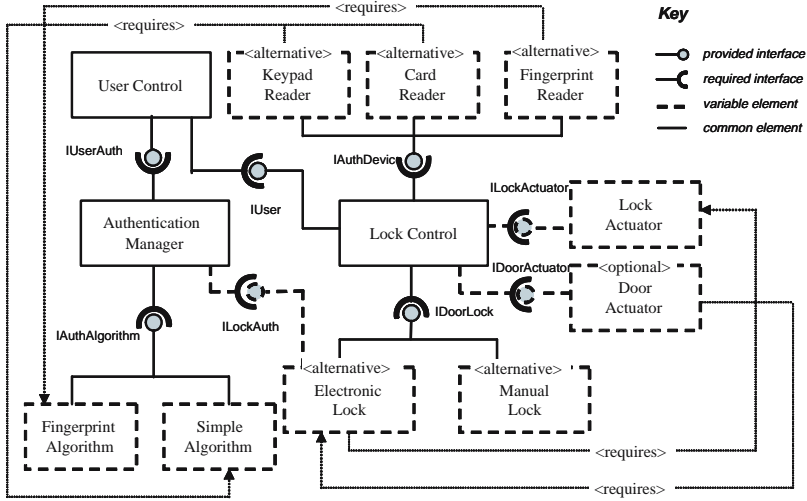 <requires>
Key
<requires>
<alternative>
Keypad
Reader
<alternative>
Card
Reader
<alternative>
Fingerprint
Reader
provided interface
required interface
variable element
common element
User Control
IUserAuth
IUser
IAuthDevic
ILockActuator
Lock
Actuator
Authentication
Manager
Lock Control
IDoorActuator
<optional>
Door
Actuator
IAuthAlgorithm
ILockAuth
IDoorLock
<alternative>
Electronic
Lock
<alternative>
Manual
Lock
Fingerprint
Algorithm
Simple
Algorithm
<requires>
<requires>